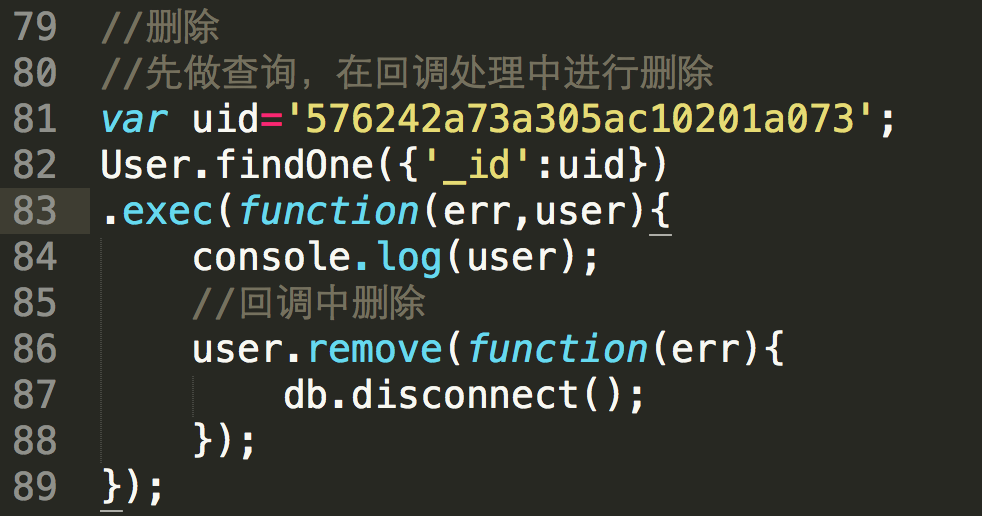 79 //删除
80 //先做查询，在回调处理中进行删除
81 var uid='576242a73a305ac10201a073';
82 User.findOne({'_id':uid})
83 .exec(function(err,user){
84     console.log(user);
85     //回调中删除
86     user.remove(function(err){
87         db.disconnect();
88     });
89 });